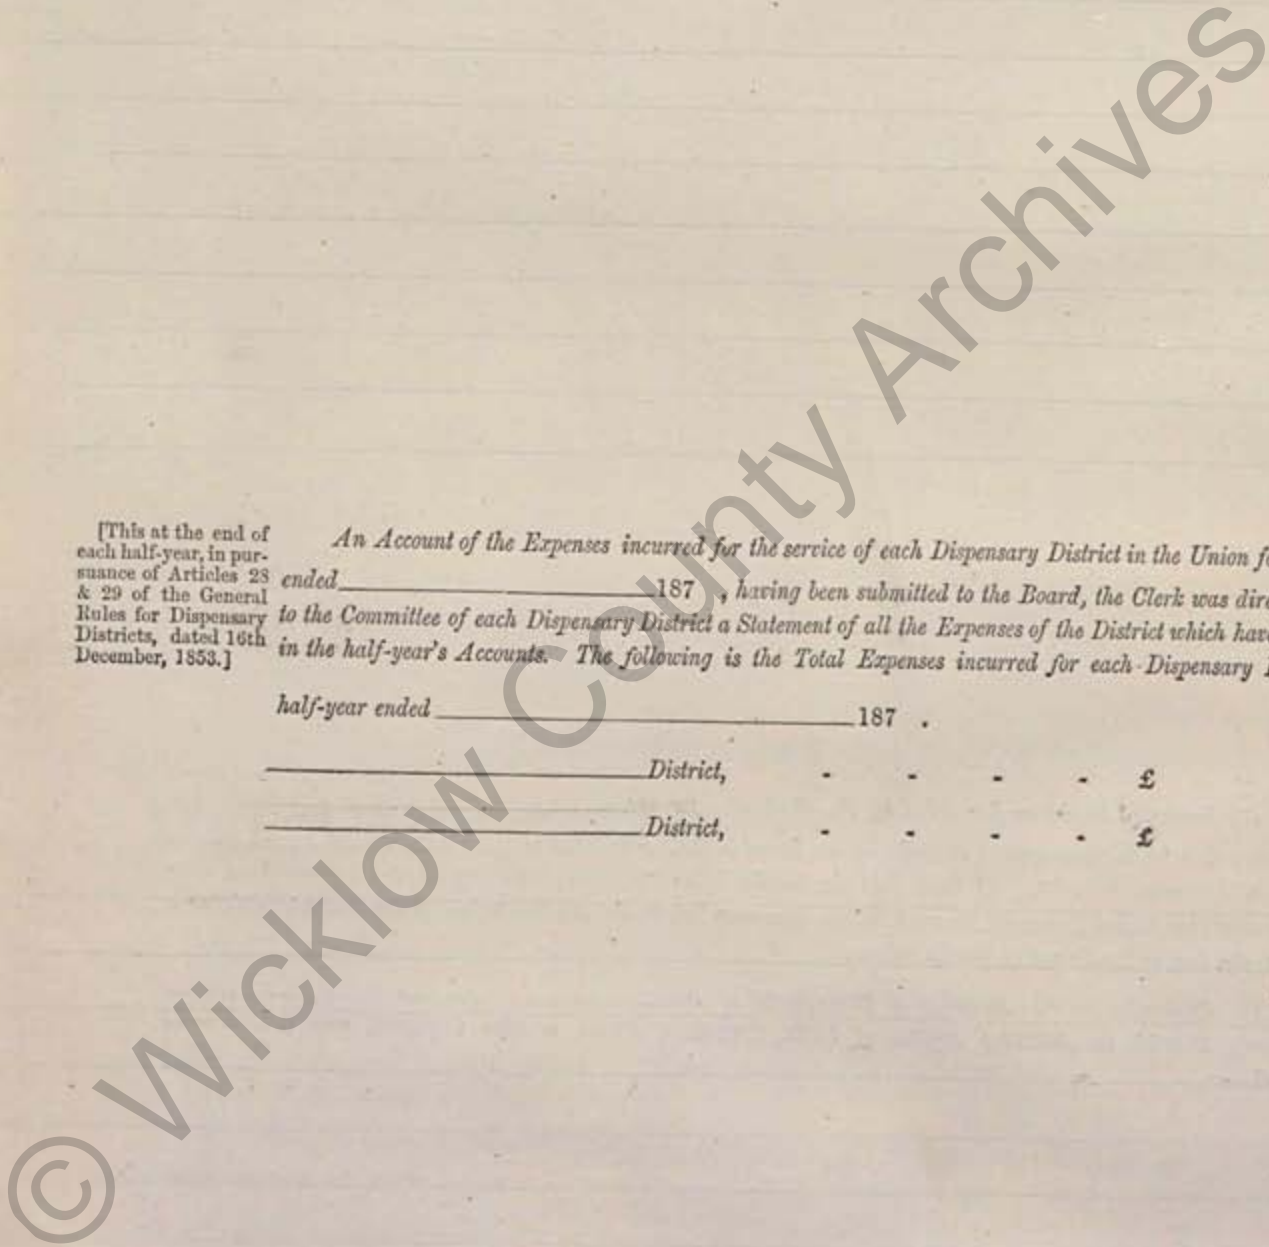 [This at the end of
each half-year, in pur-
suance of Articles 28
& 29 of the General
Rules for Dispensary
Districts, dated 16th
December, 1853.]
An Account of the Expenses incurred for the service of each Dispensary District in the Union f
ended 187 , having been submitted to the Board, the Clerk was dire
to the Committee of each Dispensary District a Statement of all the Expenses of the District which hav
in the half-year's Accounts. The following is the Total Expenses incurred for each Dispensary
half-year ended 187 .
District, - - - - £
District, - - - - £
© Wicklow County Archives